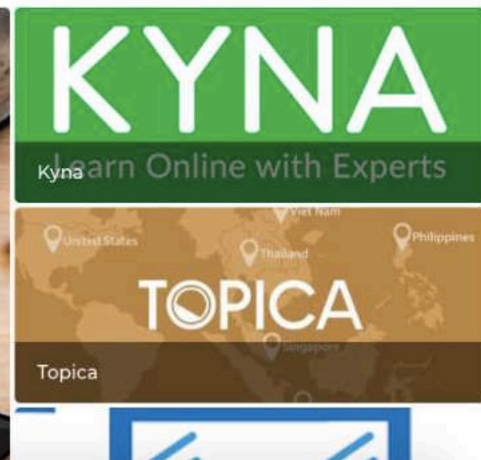 KYNA
Learn Online with Experts
Kyna
Viet Nam
United States
Philippines
Thailand
TOPICA
Singapore
Topica